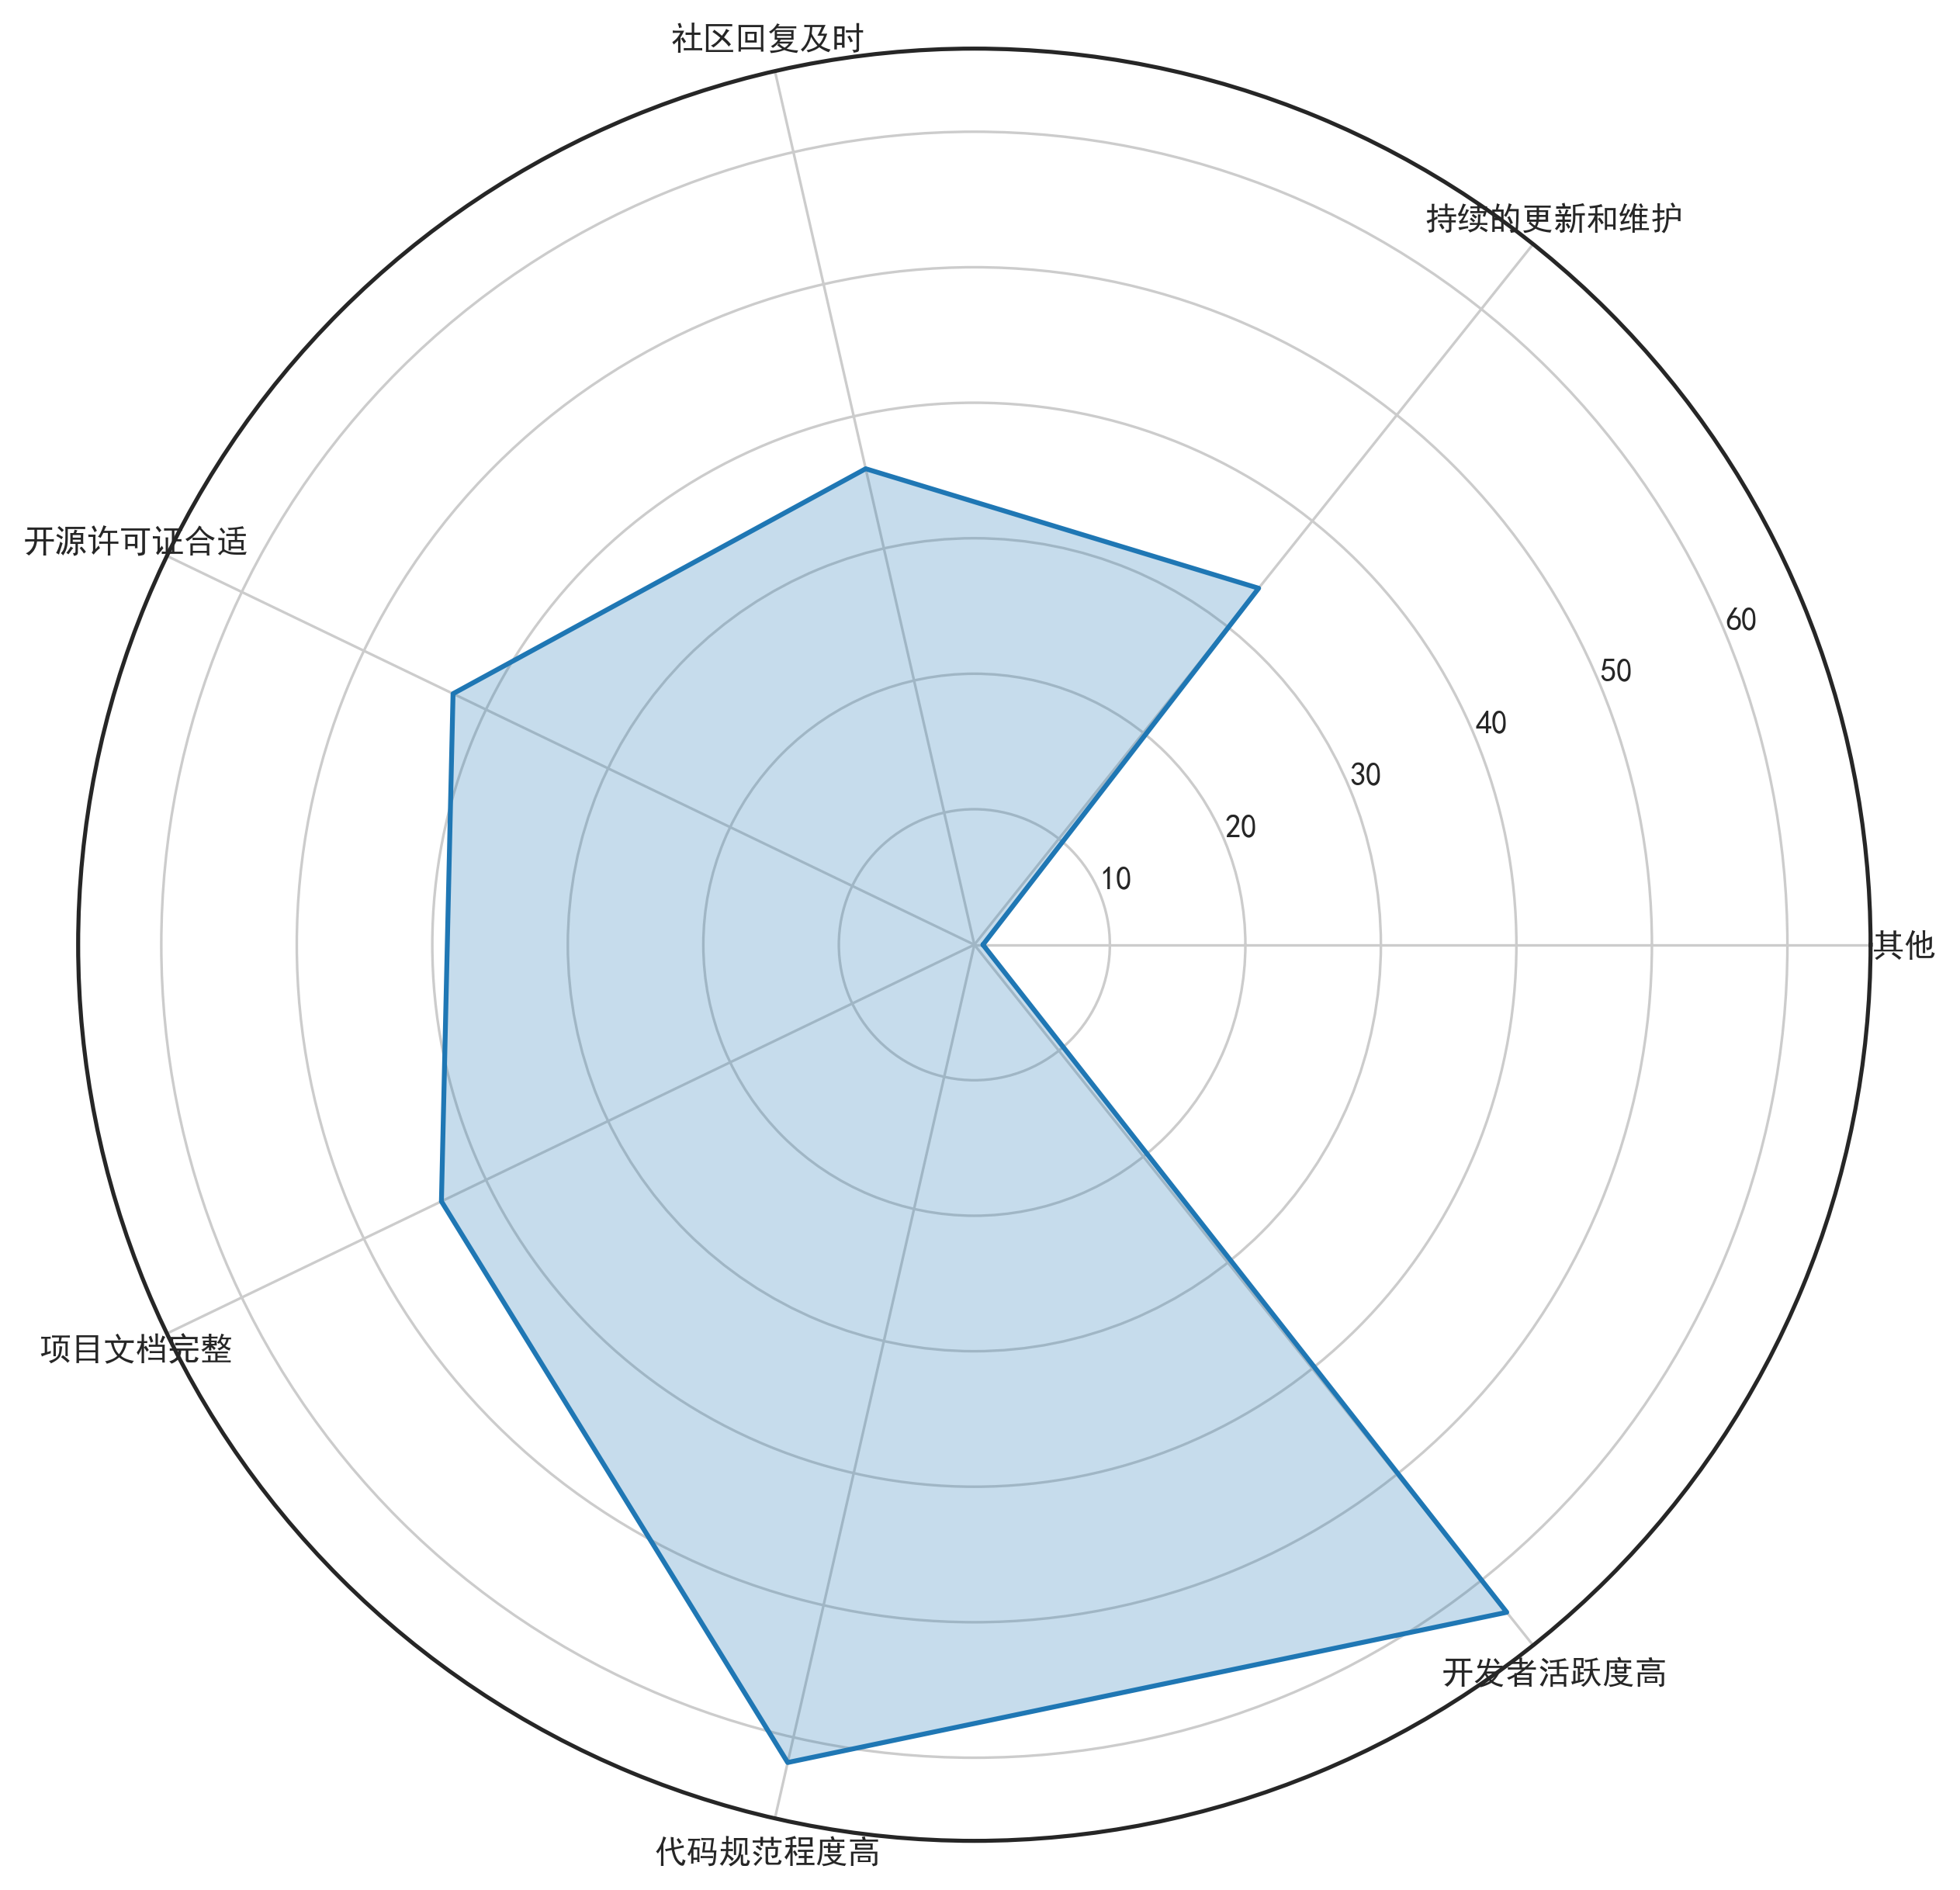 社区回复及时
持续的更新和维护
开源许可证合适
60
50
40
30
20
10
其他
项目文档完整
开发者活跃度高
代码规范程度高